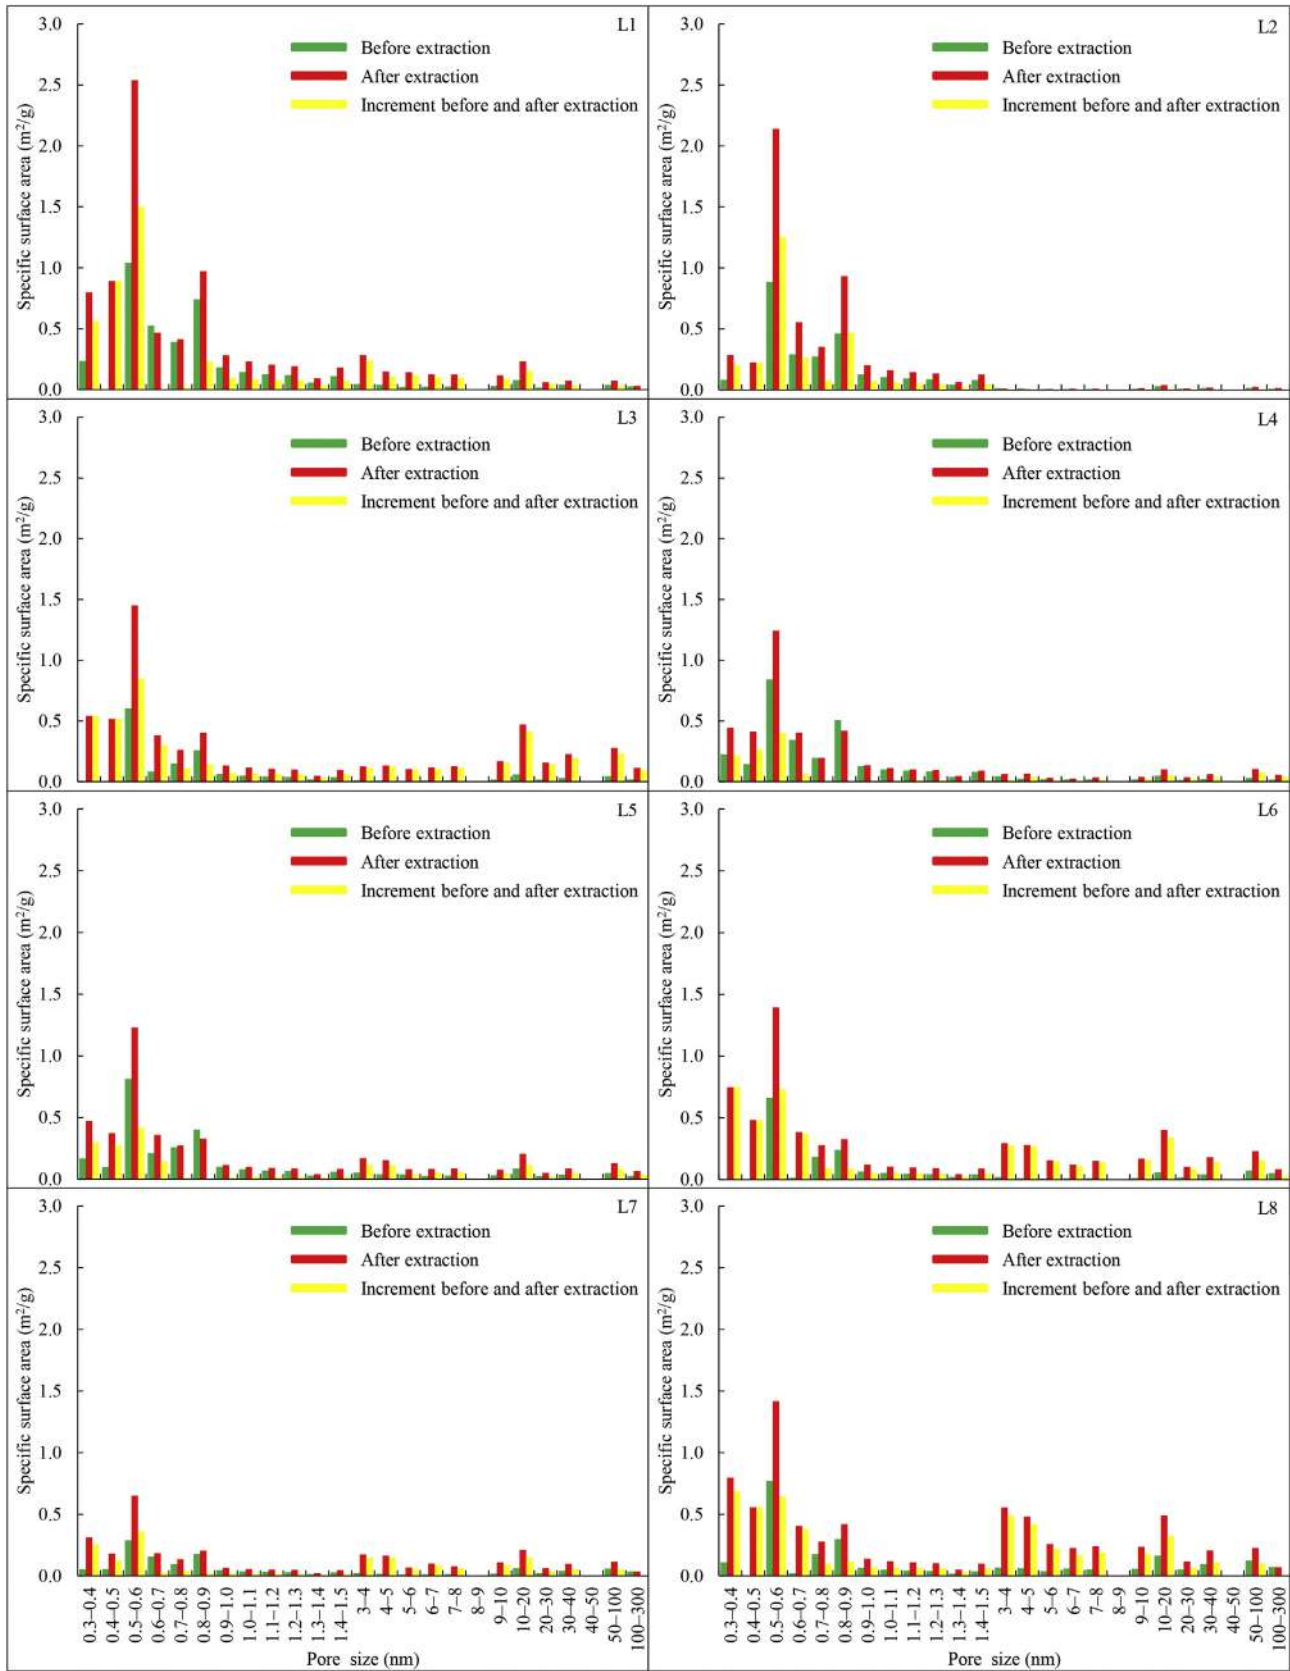 L1
Before extraction
After extraction
Increment before and after extraction
3.0
2.5
2.0
1.5
1.0
0.5
0.0
Specific surface area (m²/g)
L2
Before extraction
After extraction
Increment before and after extraction
3.0
2.5
2.0
1.5
1.0
0.5
0.0
Specific surface area (m²/g)
L3
Before extraction
After extraction
Increment before and after extraction
3.0
2.5
2.0
1.5
1.0
0.5
0.0
Specific surface area (m²/g)
L4
Before extraction
After extraction
Increment before and after extraction
3.0
2.5
2.0
1.5
1.0
0.5
0.0
Specific surface area (m²/g)
L5
Before extraction
After extraction
Increment before and after extraction
3.0
2.5
2.0
1.5
1.0
0.5
0.0
Specific surface area (m²/g)
L6
Before extraction
After extraction
Increment before and after extraction
3.0
2.5
2.0
1.5
1.0
0.5
0.0
Specific surface area (m²/g)
L7
Before extraction
After extraction
Increment before and after extraction
3.0
2.5
2.0
1.5
1.0
0.5
0.0
Specific surface area (m²/g)
0.3–0.4
0.4–0.5
0.5–0.6
0.6–0.7
0.7–0.8
0.8–0.9
0.9–1.0
1.0–1.1
1.1–1.2
1.2–1.3
1.3–1.4
1.4–1.5
3–4
4–5
5–6
6–7
7–8
8–9
9–10
10–20
20–30
30–40
40–50
50–100
100–300
Pore size (nm)
L8
Before extraction
After extraction
Increment before and after extraction
3.0
2.5
2.0
1.5
1.0
0.5
0.0
Specific surface area (m²/g)
0.3–0.4
0.4–0.5
0.5–0.6
0.6–0.7
0.7–0.8
0.8–0.9
0.9–1.0
1.0–1.1
1.1–1.2
1.2–1.3
1.3–1.4
1.4–1.5
3–4
4–5
5–6
6–7
7–8
8–9
9–10
10–20
20–30
30–40
40–50
50–100
100–300
Pore size (nm)